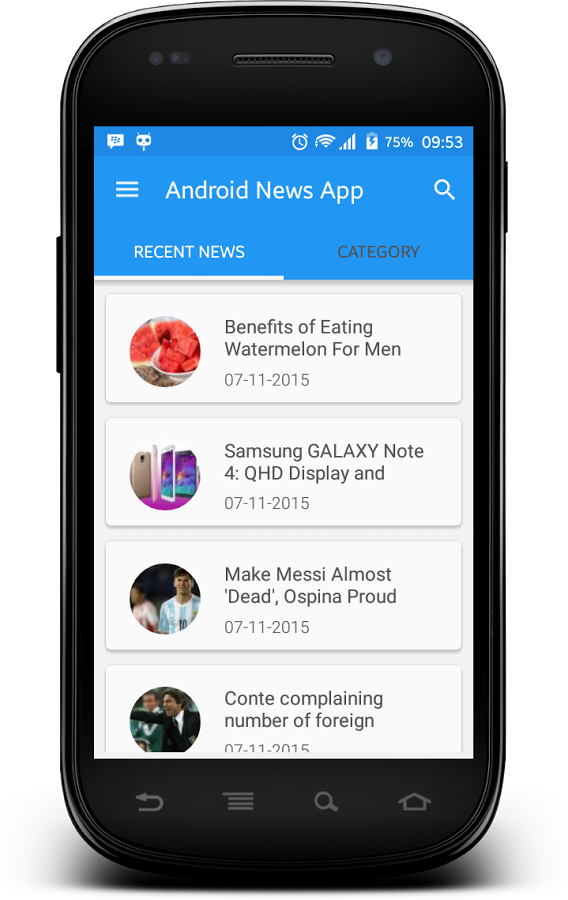 75% 09:53
Android News App
RECENT NEWS CATEGORY
Benefits of Eating
Watermelon For Men
07-11-2015
Samsung GALAXY Note
4: QHD Display and
07-11-2015
Make Messi Almost
'Dead', Ospina Proud
07-11-2015
Conte complaining
number of foreign
07-11-2015